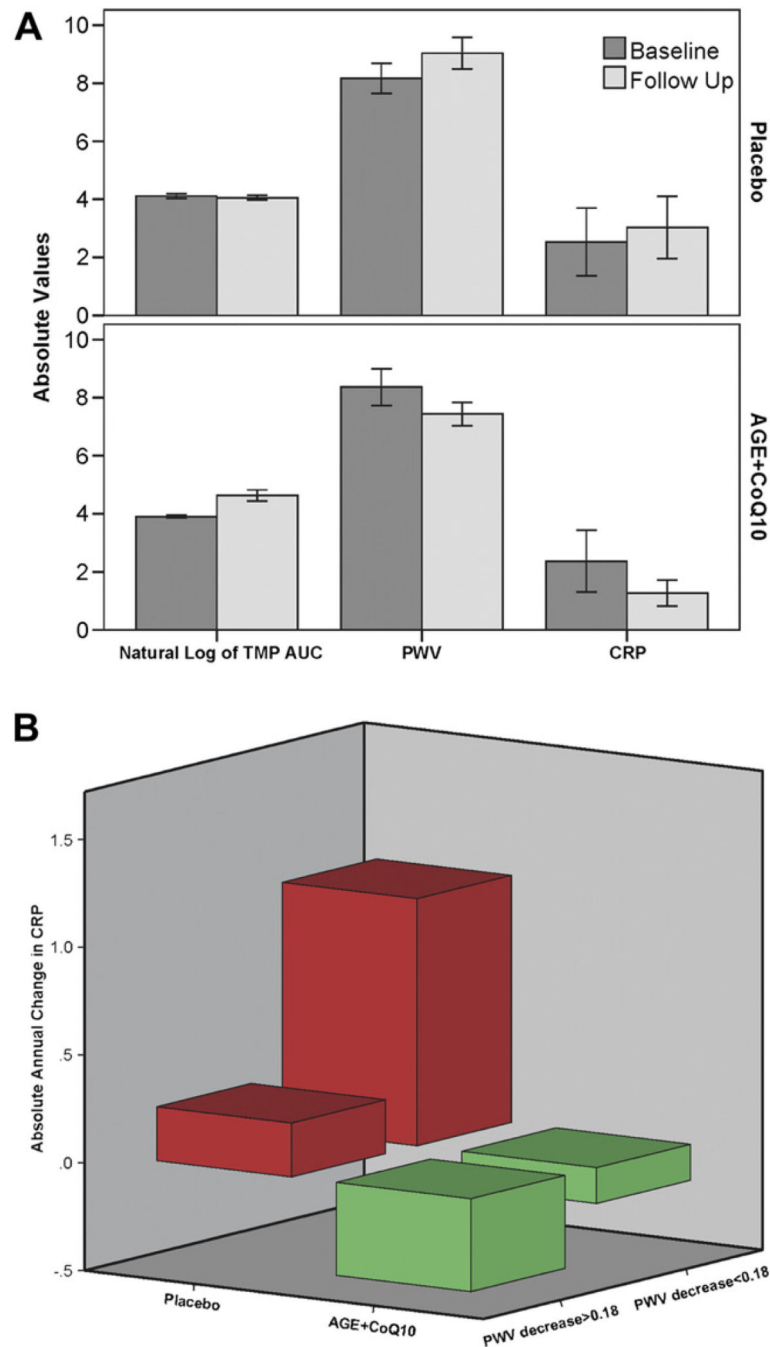 A
Absolute Values
10
8
6
4
2
0
Baseline
Follow Up
Placebo
10
8
6
4
2
0
AGE+CoQ10
Natural Log of TMP AUC
PWV
CRP
B
Absolute Annual Change in CRP
1.5
1.0
.5
.0
-.5
Placebo
AGE+CoQ10
PWV decrease>0.18
PWV decrease<0.18